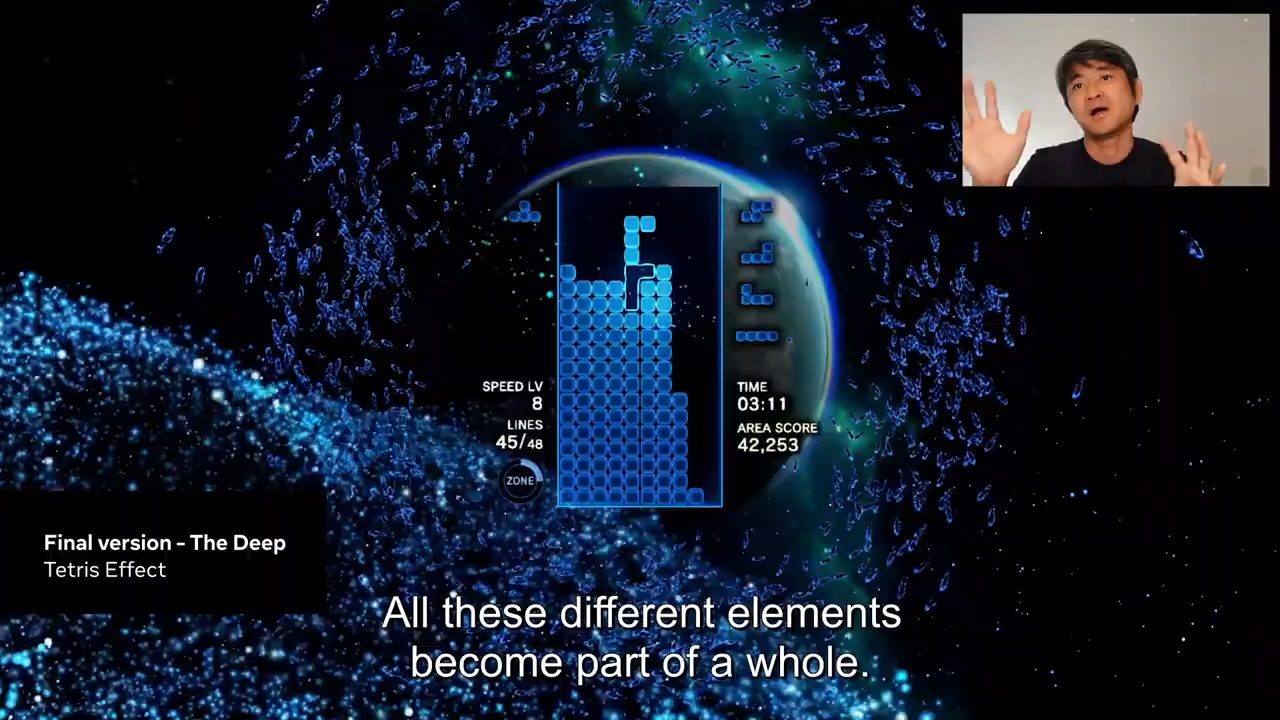 SPEED LV
8
LINES
45/48
ZONE
TIME
03:11
AREA SCORE
42,253
Final version - The Deep
Tetris Effect
All these different elements
become part of a whole.